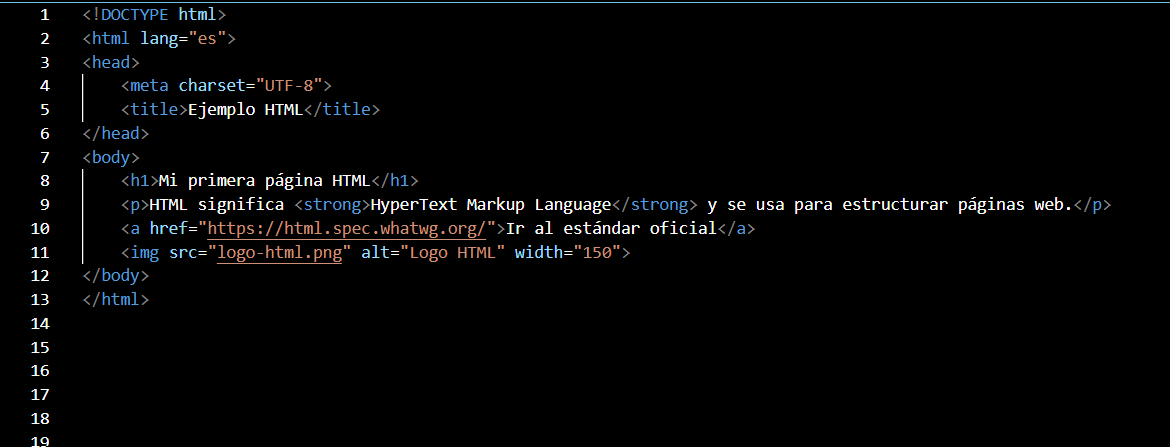 1 <!DOCTYPE html>
2 <html lang="es">
3 <head>
4     <meta charset="UTF-8">
5     <title>Ejemplo HTML</title>
6 </head>
7 <body>
8     <h1>Mi primera página HTML</h1>
9     <p>HTML significa <strong>HyperText Markup Language</strong> y se usa para estructurar páginas web.</p>
10     <a href="https://html.spec.whatwg.org/">Ir al estándar oficial</a>
11     <img src="logo-html.png" alt="Logo HTML" width="150">
12 </body>
13 </html>
14
15
16
17
18
19